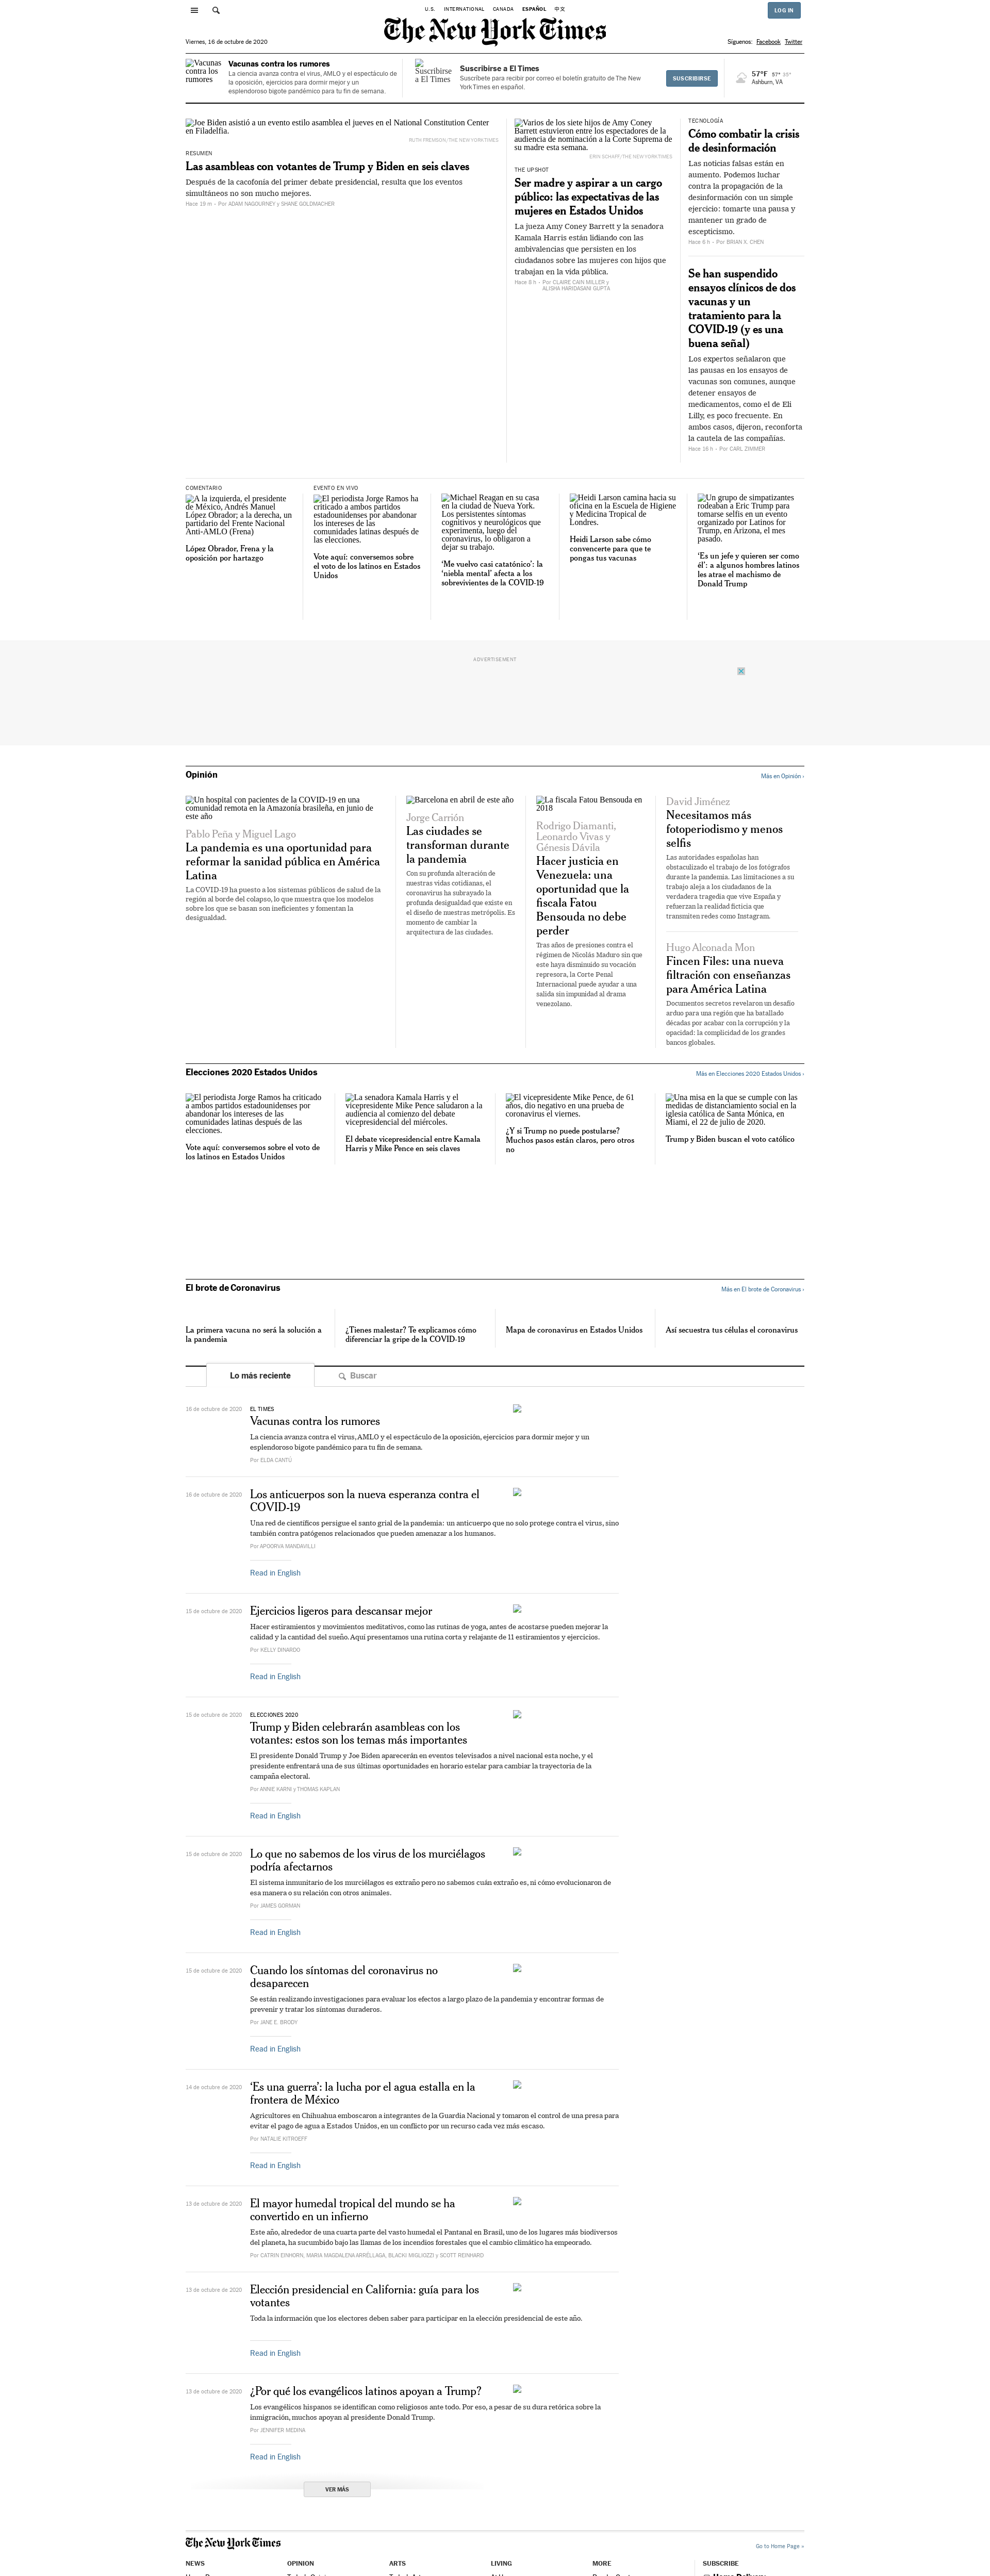 U.S. INTERNATIONAL CANADA ESPAÑOL 中文
LOG IN
The New York Times
Viernes, 16 de octubre de 2020
Síguenos: Facebook Twitter
Vacunas contra los rumores
Vacunas contra los rumores
La ciencia avanza contra el virus, AMLO y el espectáculo de
la oposición, ejercicios para dormir mejor y un
esplendoroso bigote pandémico para tu fin de semana.
Suscribirse a El Times
Suscribirse a El Times
Suscríbete para recibir por correo el boletín gratuito de The New
York Times en español.
SUSCRIBIRSE
57°F 57° 35°
Ashburn, VA
Joe Biden asistió a un evento estilo asamblea el jueves en el National Constitution Center
en Filadelfia.
RUTH FREMSON/THE NEW YORK TIMES
RESUMEN
Las asambleas con votantes de Trump y Biden en seis claves
Después de la cacofonía del primer debate presidencial, resulta que los eventos
simultáneos no son mucho mejores.
Hace 19 m - Por ADAM NAGOURNEY y SHANE GOLDMACHER
Varios de los siete hijos de Amy Coney
Barrett estuvieron entre los espectadores de la
audiencia de nominación a la Corte Suprema de
su madre esta semana.
ERIN SCHAFF/THE NEW YORK TIMES
THE UPSHOT
Ser madre y aspirar a un cargo
público: las expectativas de las
mujeres en Estados Unidos
La jueza Amy Coney Barrett y la senadora
Kamala Harris están lidiando con las
ambivalencias que persisten en los
ciudadanos sobre las mujeres con hijos que
trabajan en la vida pública.
Hace 8 h - Por CLAIRE CAIN MILLER y
ALISHA HARIDASANI GUPTA
TECNOLOGÍA
Cómo combatir la crisis
de desinformación
Las noticias falsas están en
aumento. Podemos luchar
contra la propagación de la
desinformación con un simple
ejercicio: tomarte una pausa y
mantener un grado de
escepticismo.
Hace 6 h - Por BRIAN X. CHEN
Se han suspendido
ensayos clínicos de dos
vacunas y un
tratamiento para la
COVID-19 (y es una
buena señal)
Los expertos señalaron que
las pausas en los ensayos de
vacunas son comunes, aunque
detener ensayos de
medicamentos, como el de Eli
Lilly, es poco frecuente. En
ambos casos, dijeron, reconforta
la cautela de las compañías.
Hace 16 h - Por CARL ZIMMER
COMENTARIO
A la izquierda, el presidente
de México, Andrés Manuel
López Obrador; a la derecha, un
partidario del Frente Nacional
Anti-AMLO (Frena)
López Obrador, Frena y la
oposición por hartazgo
EVENTO EN VIVO
El periodista Jorge Ramos ha
criticado a ambos partidos
estadounidenses por abandonar
los intereses de las
comunidades latinas después de
las elecciones.
Vote aquí: conversemos sobre
el voto de los latinos en Estados
Unidos
Michael Reagan en su casa
en la ciudad de Nueva York.
Los persistentes síntomas
cognitivos y neurológicos que
experimenta, luego del
coronavirus, lo obligaron a
dejar su trabajo.
‘Me vuelvo casi catatónico’: la
‘niebla mental’ afecta a los
sobrevivientes de la COVID-19
Heidi Larson camina hacia su
oficina en la Escuela de Higiene
y Medicina Tropical de
Londres.
Heidi Larson sabe cómo
convencerte para que te
pongas tus vacunas
Un grupo de simpatizantes
rodeaban a Eric Trump para
tomarse selfis en un evento
organizado por Latinos for
Trump, en Arizona, el mes
pasado.
‘Es un jefe y quieren ser como
él’: a algunos hombres latinos
les atrae el machismo de
Donald Trump
ADVERTISEMENT
Opinión
Más en Opinión ›
Un hospital con pacientes de la COVID-19 en una
comunidad remota en la Amazonía brasileña, en junio de
este año
Pablo Peña y Miguel Lago
La pandemia es una oportunidad para
reformar la sanidad pública en América
Latina
La COVID-19 ha puesto a los sistemas públicos de salud de la
región al borde del colapso, lo que muestra que los modelos
sobre los que se basan son ineficientes y fomentan la
desigualdad.
Barcelona en abril de este año
Jorge Carrión
Las ciudades se
transforman durante
la pandemia
Con su profunda alteración de
nuestras vidas cotidianas, el
coronavirus ha subrayado la
profunda desigualdad que existe en
el diseño de nuestras metrópolis. Es
momento de cambiar la
arquitectura de las ciudades.
La fiscala Fatou Bensouda en
2018
Rodrigo Diamanti,
Leonardo Vivas y
Génesis Dávila
Hacer justicia en
Venezuela: una
oportunidad que la
fiscala Fatou
Bensouda no debe
perder
Tras años de presiones contra el
régimen de Nicolás Maduro sin que
este haya disminuido su vocación
represora, la Corte Penal
Internacional puede ayudar a una
salida sin impunidad al drama
venezolano.
David Jiménez
Necesitamos más
fotoperiodismo y menos
selfis
Las autoridades españolas han
obstaculizado el trabajo de los fotógrafos
durante la pandemia. Las limitaciones a su
trabajo aleja a los ciudadanos de la
verdadera tragedia que vive España y
refuerzan la realidad ficticia que
transmiten redes como Instagram.
Hugo Alconada Mon
Fincen Files: una nueva
filtración con enseñanzas
para América Latina
Documentos secretos revelaron un desafío
arduo para una región que ha batallado
décadas por acabar con la corrupción y la
opacidad: la complicidad de los grandes
bancos globales.
Elecciones 2020 Estados Unidos
Más en Elecciones 2020 Estados Unidos ›
El periodista Jorge Ramos ha criticado
a ambos partidos estadounidenses por
abandonar los intereses de las
comunidades latinas después de las
elecciones.
Vote aquí: conversemos sobre el voto de
los latinos en Estados Unidos
La senadora Kamala Harris y el
vicepresidente Mike Pence saludaron a la
audiencia al comienzo del debate
vicepresidencial del miércoles.
El debate vicepresidencial entre Kamala
Harris y Mike Pence en seis claves
El vicepresidente Mike Pence, de 61
años, dio negativo en una prueba de
coronavirus el viernes.
¿Y si Trump no puede postularse?
Muchos pasos están claros, pero otros
no
Una misa en la que se cumple con las
medidas de distanciamiento social en la
iglesia católica de Santa Mónica, en
Miami, el 22 de julio de 2020.
Trump y Biden buscan el voto católico
El brote de Coronavirus
Más en El brote de Coronavirus ›
La primera vacuna no será la solución a
la pandemia
¿Tienes malestar? Te explicamos cómo
diferenciar la gripe de la COVID-19
Mapa de coronavirus en Estados Unidos
Así secuestra tus células el coronavirus
Lo más reciente
Buscar
16 de octubre de 2020
EL TIMES
Vacunas contra los rumores
La ciencia avanza contra el virus, AMLO y el espectáculo de la oposición, ejercicios para dormir mejor y un
esplendoroso bigote pandémico para tu fin de semana.
Por ELDA CANTÚ
16 de octubre de 2020
Los anticuerpos son la nueva esperanza contra el
COVID-19
Una red de científicos persigue el santo grial de la pandemia: un anticuerpo que no solo protege contra el virus, sino
también contra patógenos relacionados que pueden amenazar a los humanos.
Por APOORVA MANDAVILLI
Read in English
15 de octubre de 2020
Ejercicios ligeros para descansar mejor
Hacer estiramientos y movimientos meditativos, como las rutinas de yoga, antes de acostarse pueden mejorar la
calidad y la cantidad del sueño. Aquí presentamos una rutina corta y relajante de 11 estiramientos y ejercicios.
Por KELLY DINARDO
Read in English
15 de octubre de 2020
ELECCIONES 2020
Trump y Biden celebrarán asambleas con los
votantes: estos son los temas más importantes
El presidente Donald Trump y Joe Biden aparecerán en eventos televisados a nivel nacional esta noche, y el
presidente enfrentará una de sus últimas oportunidades en horario estelar para cambiar la trayectoria de la
campaña electoral.
Por ANNIE KARNI y THOMAS KAPLAN
Read in English
15 de octubre de 2020
Lo que no sabemos de los virus de los murciélagos
podría afectarnos
El sistema inmunitario de los murciélagos es extraño pero no sabemos cuán extraño es, ni cómo evolucionaron de
esa manera o su relación con otros animales.
Por JAMES GORMAN
Read in English
15 de octubre de 2020
Cuando los síntomas del coronavirus no
desaparecen
Se están realizando investigaciones para evaluar los efectos a largo plazo de la pandemia y encontrar formas de
prevenir y tratar los síntomas duraderos.
Por JANE E. BRODY
Read in English
14 de octubre de 2020
‘Es una guerra’: la lucha por el agua estalla en la
frontera de México
Agricultores en Chihuahua emboscaron a integrantes de la Guardia Nacional y tomaron el control de una presa para
evitar el pago de agua a Estados Unidos, en un conflicto por un recurso cada vez más escaso.
Por NATALIE KITROEFF
Read in English
13 de octubre de 2020
El mayor humedal tropical del mundo se ha
convertido en un infierno
Este año, alrededor de una cuarta parte del vasto humedal el Pantanal en Brasil, uno de los lugares más biodiversos
del planeta, ha sucumbido bajo las llamas de los incendios forestales que el cambio climático ha empeorado.
Por CATRIN EINHORN, MARIA MAGDALENA ARRÉLLAGA, BLACKI MIGLIOZZI y SCOTT REINHARD
13 de octubre de 2020
Elección presidencial en California: guía para los
votantes
Toda la información que los electores deben saber para participar en la elección presidencial de este año.
Read in English
13 de octubre de 2020
¿Por qué los evangélicos latinos apoyan a Trump?
Los evangélicos hispanos se identifican como religiosos ante todo. Por eso, a pesar de su dura retórica sobre la
inmigración, muchos apoyan al presidente Donald Trump.
Por JENNIFER MEDINA
Read in English
VER MÁS
The New York Times
Go to Home Page »
NEWS OPINION ARTS LIVING MORE SUBSCRIBE